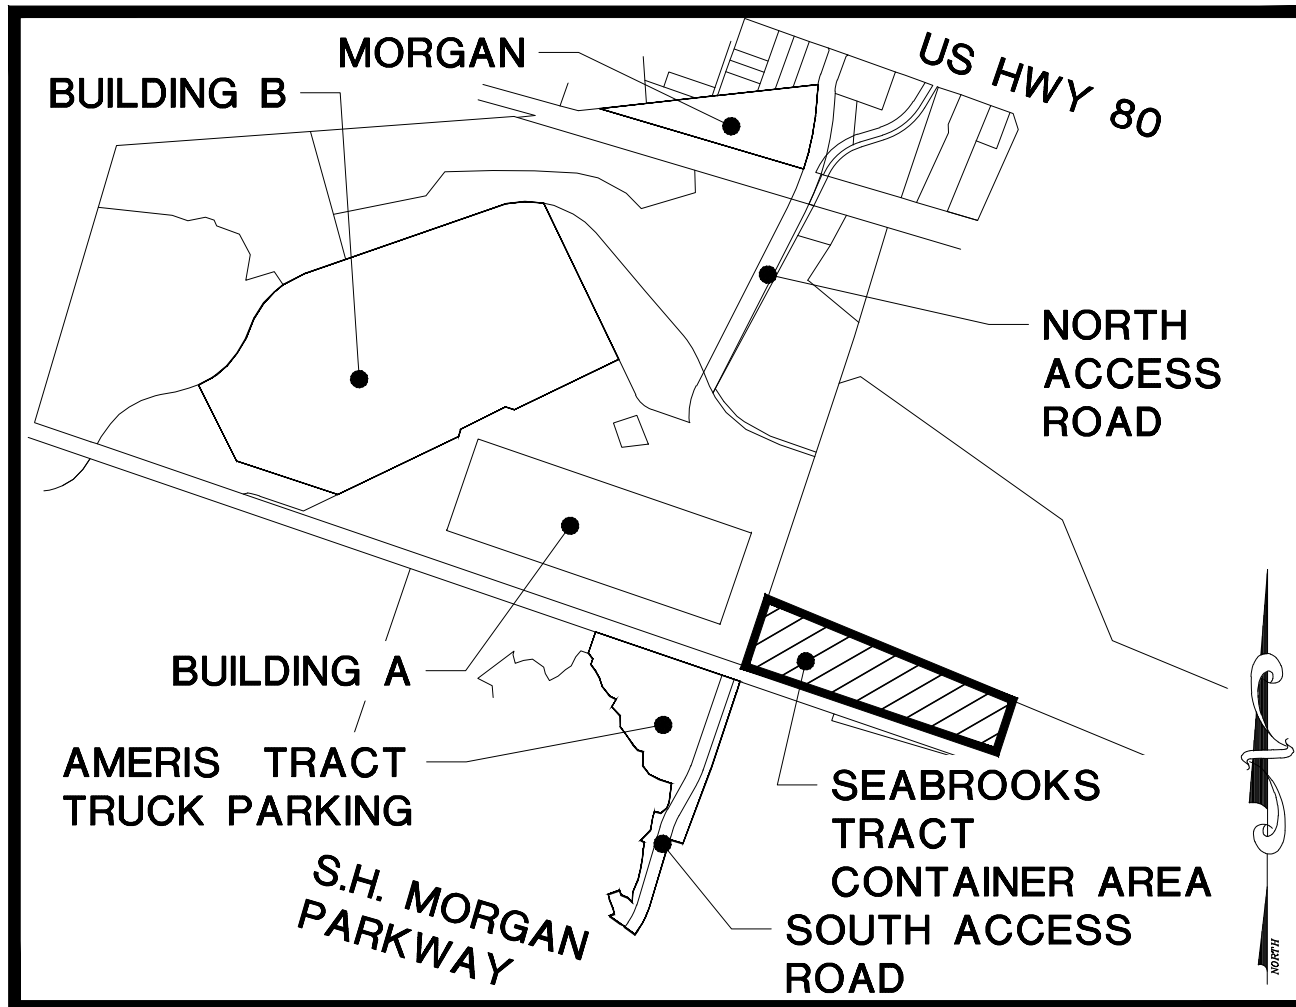 MORGAN
US HWY 80
BUILDING B
NORTH
ACCESS
ROAD
BUILDING A
AMERIS TRACT
TRUCK PARKING
SEABROOKS
TRACT
CONTAINER AREA
S.H. MORGAN
PARKWAY
SOUTH ACCESS
ROAD
NORTH